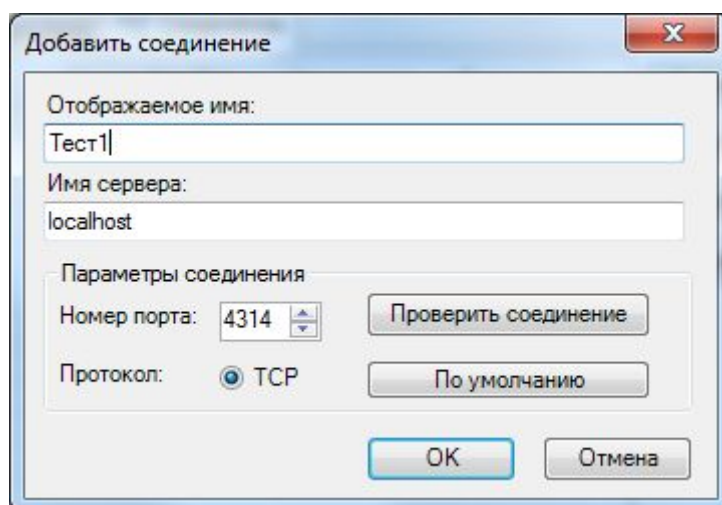 Добавить соединение
Отображаемое имя:
Тест1
Имя сервера:
localhost
Параметры соединения
Номер порта: 4314 Проверить соединение
Протокол: TCP По умолчанию
OK Отмена